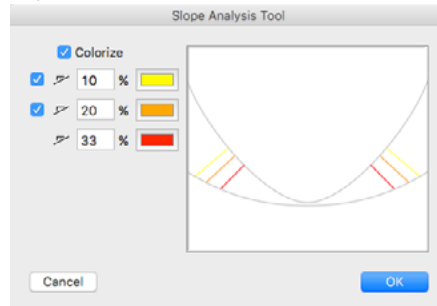 Slope Analysis Tool
Colorize
10 %
20 %
33 %
Cancel OK